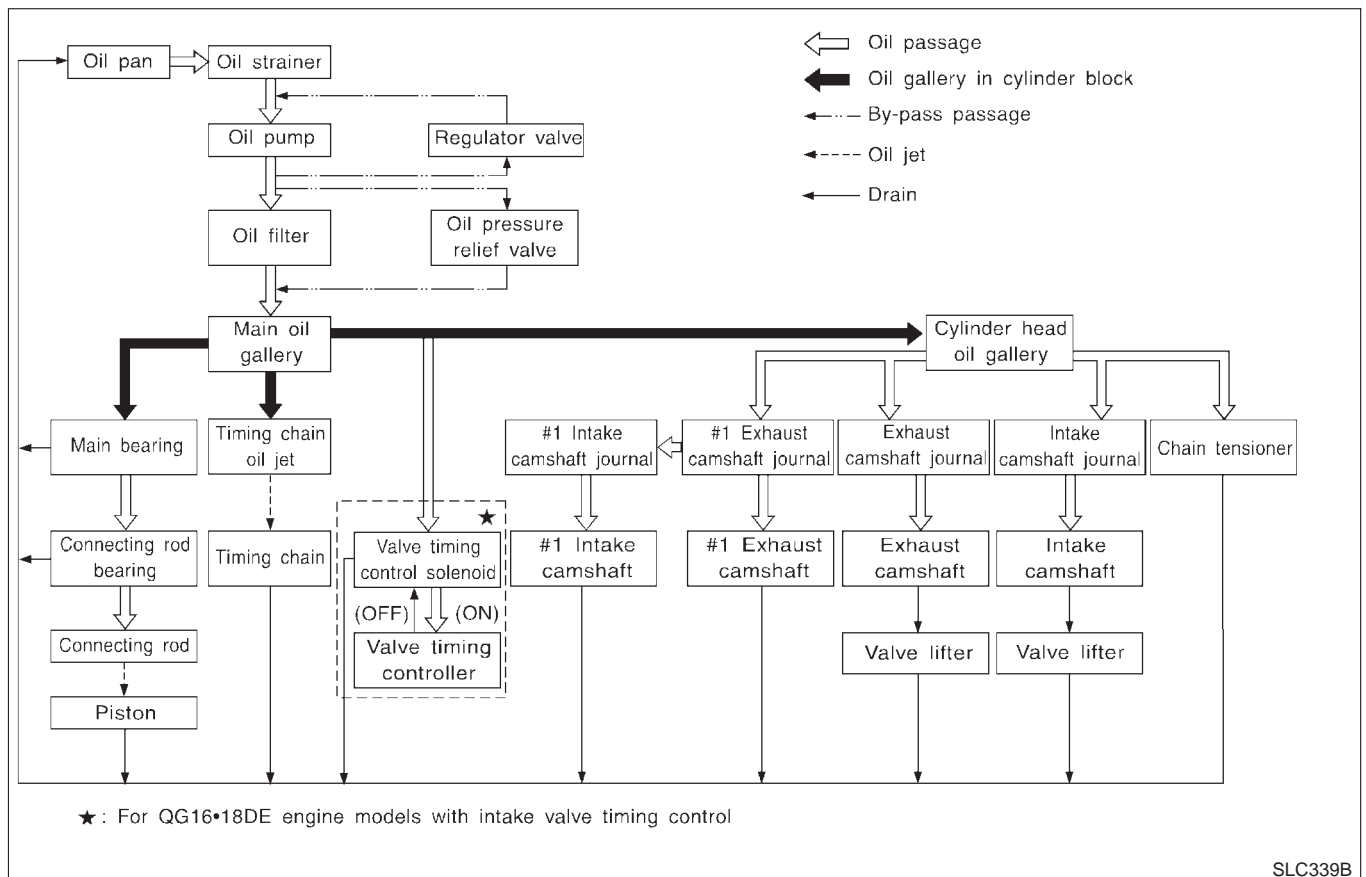 Oil pan
Oil strainer
Oil passage
Oil gallery in cylinder block
By-pass passage
Oil jet
Drain
Oil pump
Regulator valve
Oil filter
Oil pressure
relief valve
Main oil
gallery
Cylinder head
oil gallery
Main bearing
Timing chain
oil jet
#1 Intake
camshaft journal
#1 Exhaust
camshaft journal
Exhaust
camshaft journal
Intake
camshaft journal
Chain tensioner
★
Connecting rod
bearing
Timing chain
Valve timing
control solenoid
#1 Intake
camshaft
#1 Exhaust
camshaft
Exhaust
camshaft
Intake
camshaft
(OFF)
(ON)
Connecting rod
Valve timing
controller
Valve lifter
Valve lifter
Piston
★: For QG16•18DE engine models with intake valve timing control
SLC339B